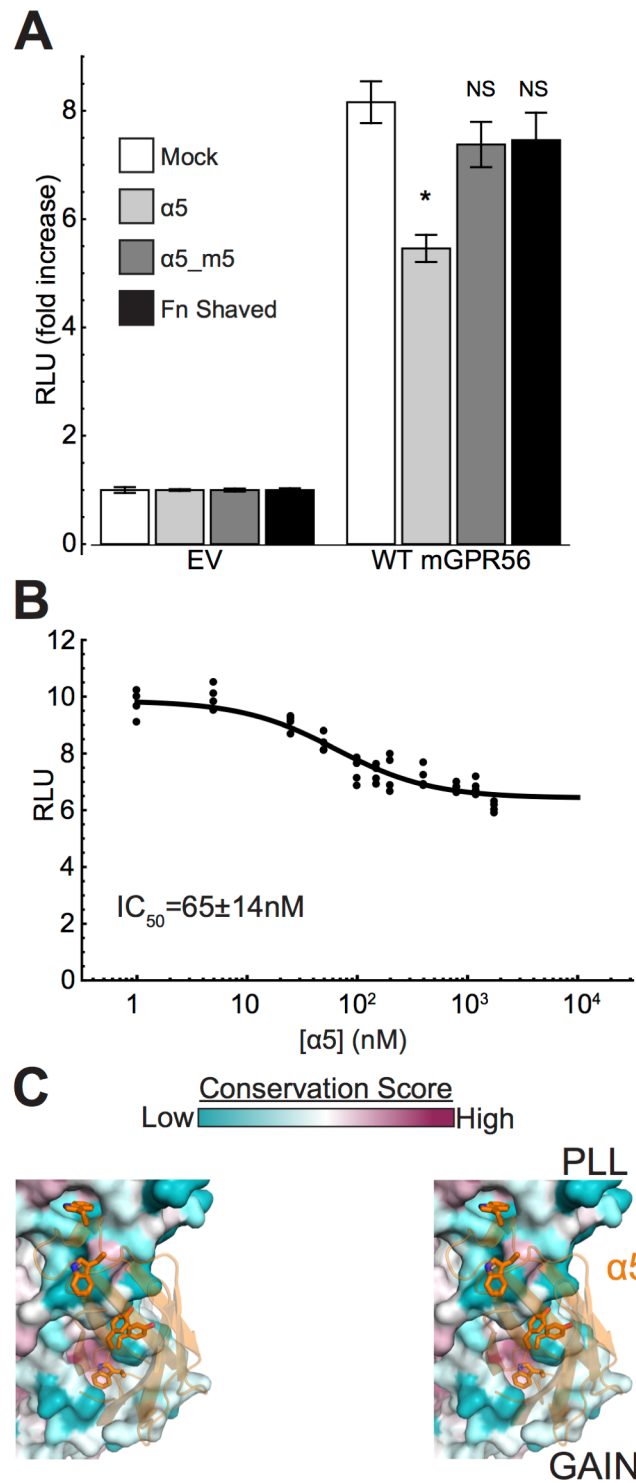 A
RLU (fold increase)
8
6
4
2
0
Mock
α5
α5_m5
Fn Shaved
*
NS
NS
EV
WT mGPR56
B
RLU
12
10
8
6
4
2
0
IC50=65±14nM
1
10
10²
10³
10⁴
[α5] (nM)
C
Conservation Score
Low
High
PLL
α5
GAIN